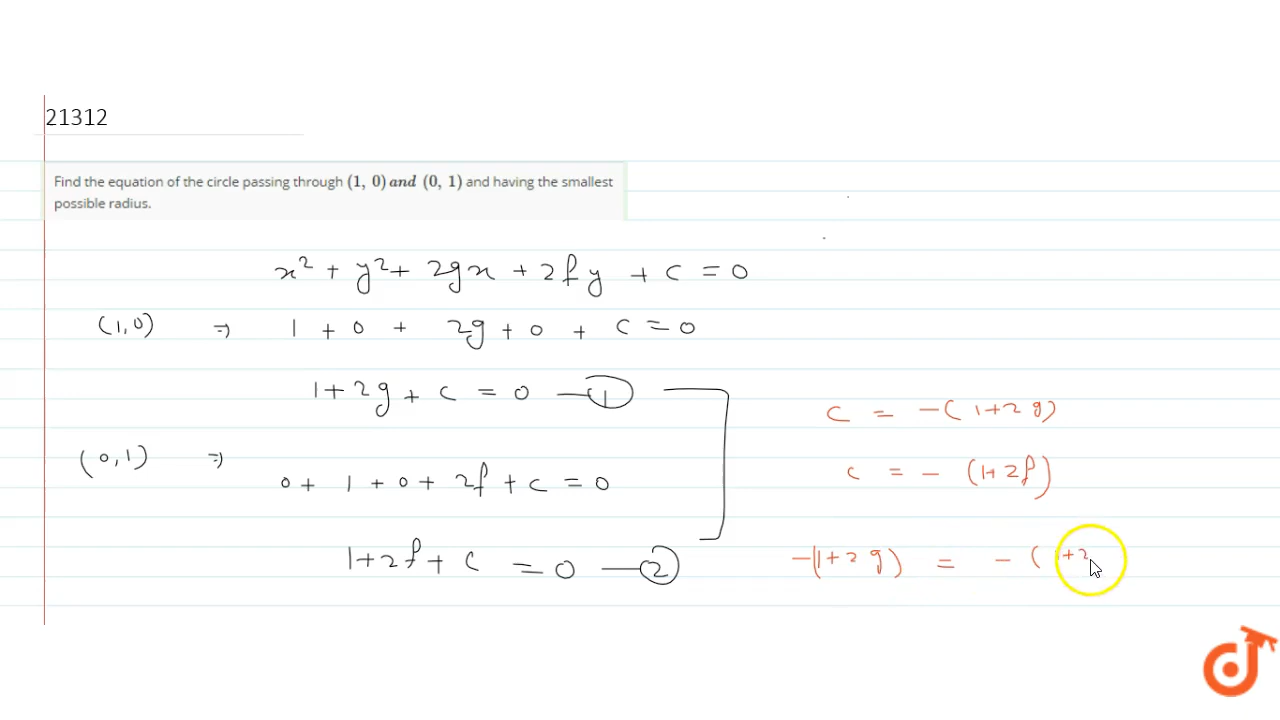 21312
Find the equation of the circle passing through (1, 0) and (0, 1) and having the smallest
possible radius.
x² + y² + 2gx + 2fy + c = 0
(1,0) ⇒ 1 + 0 + 2g + 0 + c = 0
1 + 2g + c = 0 — ①
(0,1) ⇒
0 + 1 + 0 + 2f + c = 0
1 + 2f + c = 0 — ②
c = -(1+2g)
c = - (1+2f)
-(1+2g) = - (1+2